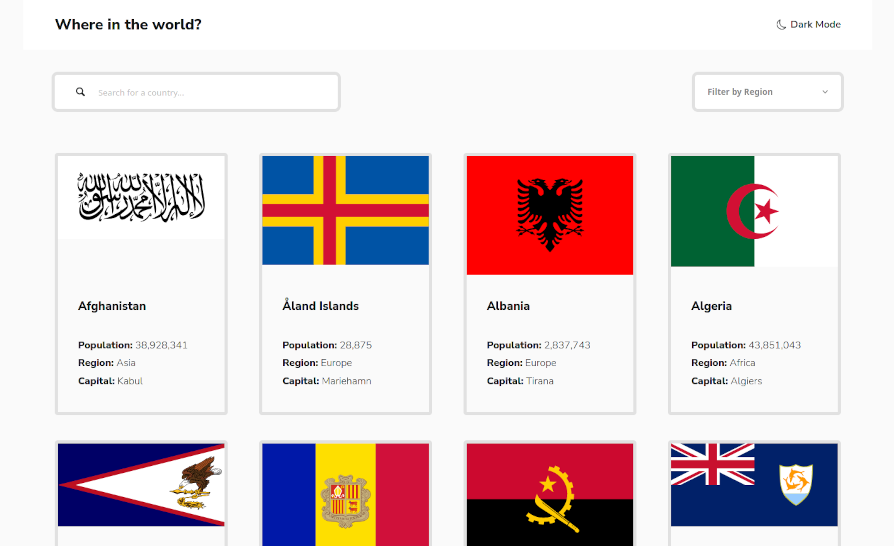 Where in the world?
Dark Mode
Search for a country...
Filter by Region
لا إله إلا الله محمد رسول الله
Afghanistan
Population: 38,928,341
Region: Asia
Capital: Kabul
Åland Islands
Population: 28,875
Region: Europe
Capital: Mariehamn
Albania
Population: 2,837,743
Region: Europe
Capital: Tirana
Algeria
Population: 43,851,043
Region: Africa
Capital: Algiers